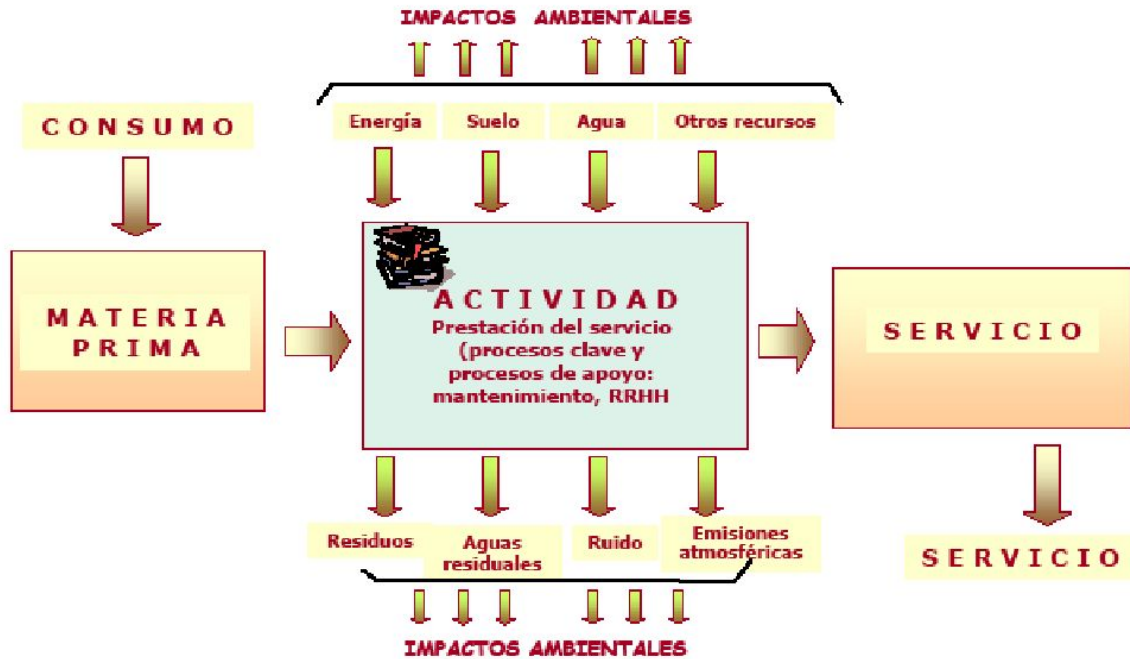 IMPACTOS AMBIENTALES
CONSUMO
Energía
Suelo
Agua
Otros recursos
MATERIA
PRIMA
ACTIVIDAD
Prestación del servicio
(procesos clave y
procesos de apoyo:
mantenimiento, RRHH
SERVICIO
Residuos
Aguas
residuales
Ruido
Emisiones
atmosféricas
SERVICIO
IMPACTOS AMBIENTALES